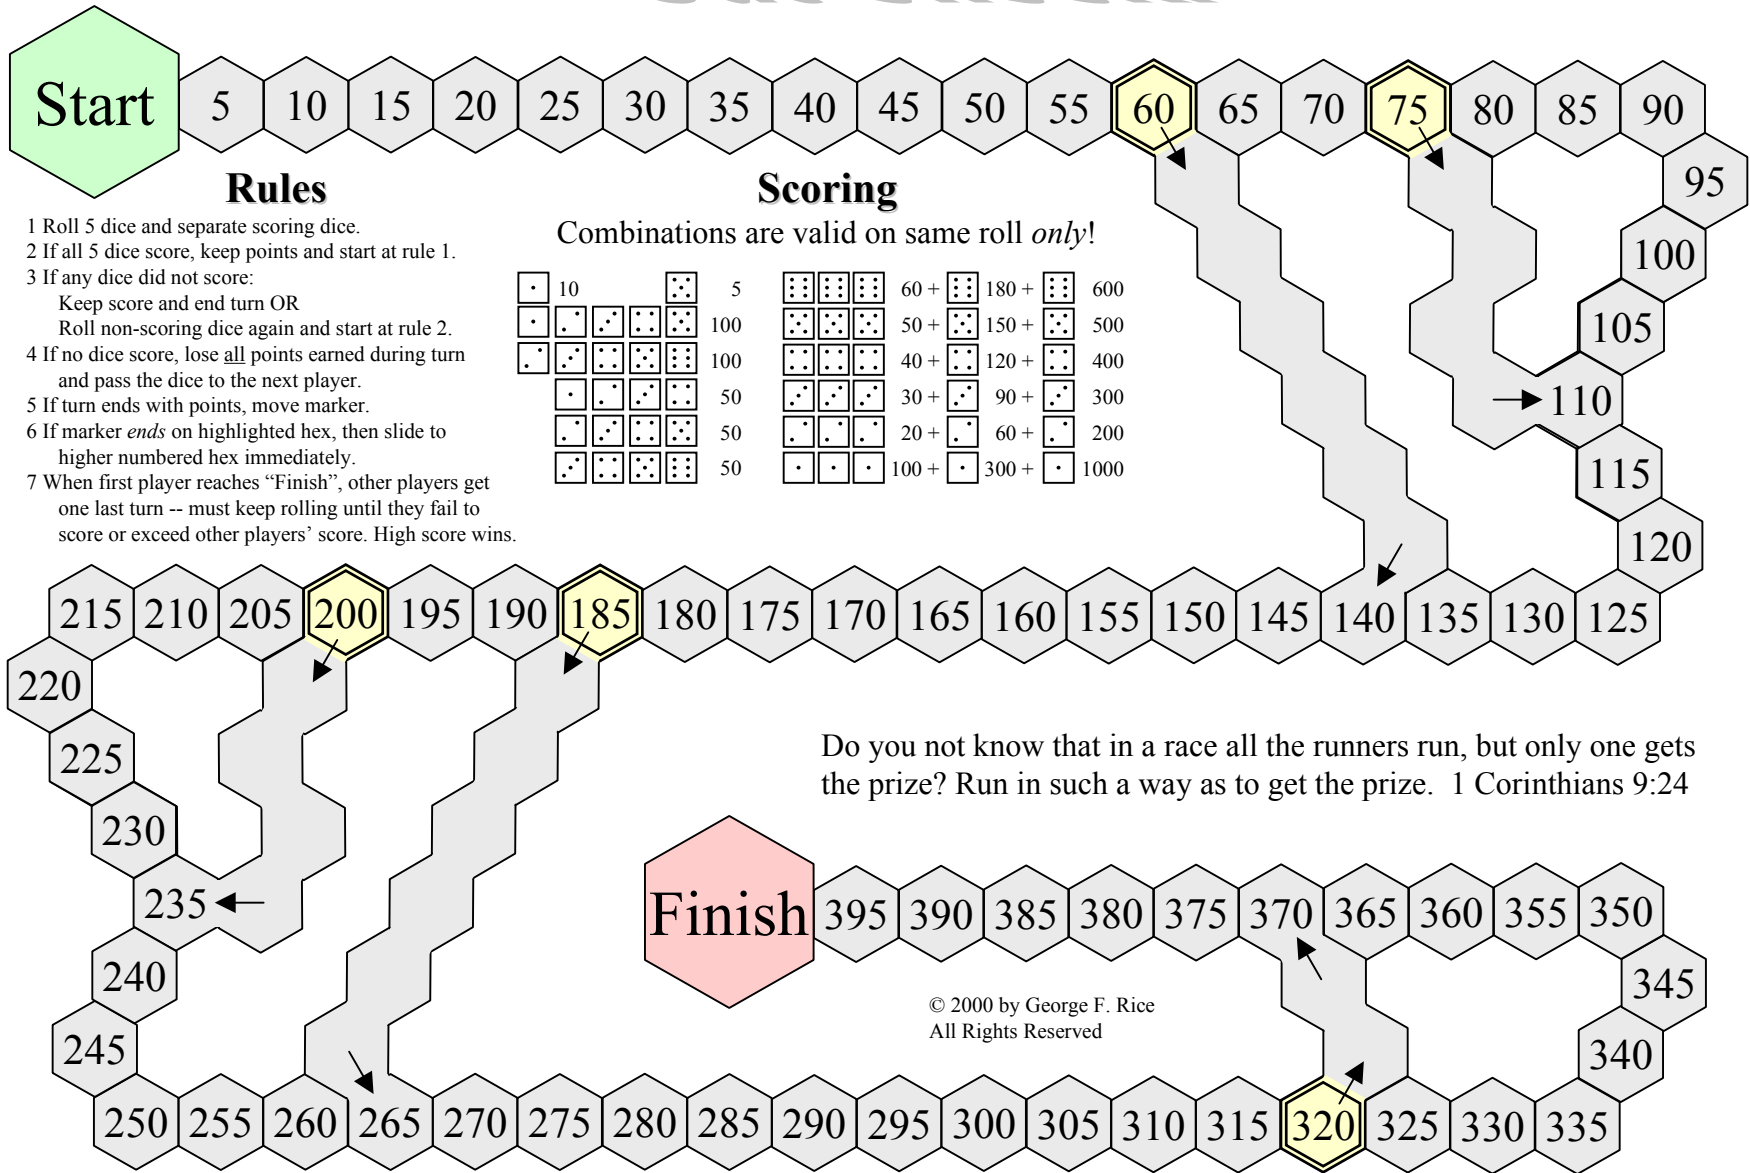 Start 5 10 15 20 25 30 35 40 45 50 55 60 65 70 75 80 85 90
95
100
105
110
115
120
Rules
1 Roll 5 dice and separate scoring dice.
2 If all 5 dice score, keep points and start at rule 1.
3 If any dice did not score:
Keep score and end turn OR
Roll non-scoring dice again and start at rule 2.
4 If no dice score, lose all points earned during turn
and pass the dice to the next player.
5 If turn ends with points, move marker.
6 If marker ends on highlighted hex, then slide to
higher numbered hex immediately.
7 When first player reaches “Finish”, other players get
one last turn -- must keep rolling until they fail to
score or exceed other players’ score. High score wins.
Scoring
Combinations are valid on same roll only!
10 5
100
100
50
50
50
60 + 180 + 600
50 + 150 + 500
40 + 120 + 400
30 + 90 + 300
20 + 60 + 200
100 + 300 + 1000
215 210 205 200 195 190 185 180 175 170 165 160 155 150 145 140 135 130 125
220
225
230
235
240
245
Do you not know that in a race all the runners run, but only one gets
the prize? Run in such a way as to get the prize. 1 Corinthians 9:24
Finish 395 390 385 380 375 370 365 360 355 350
345
340
© 2000 by George F. Rice
All Rights Reserved
250 255 260 265 270 275 280 285 290 295 300 305 310 315 320 325 330 335